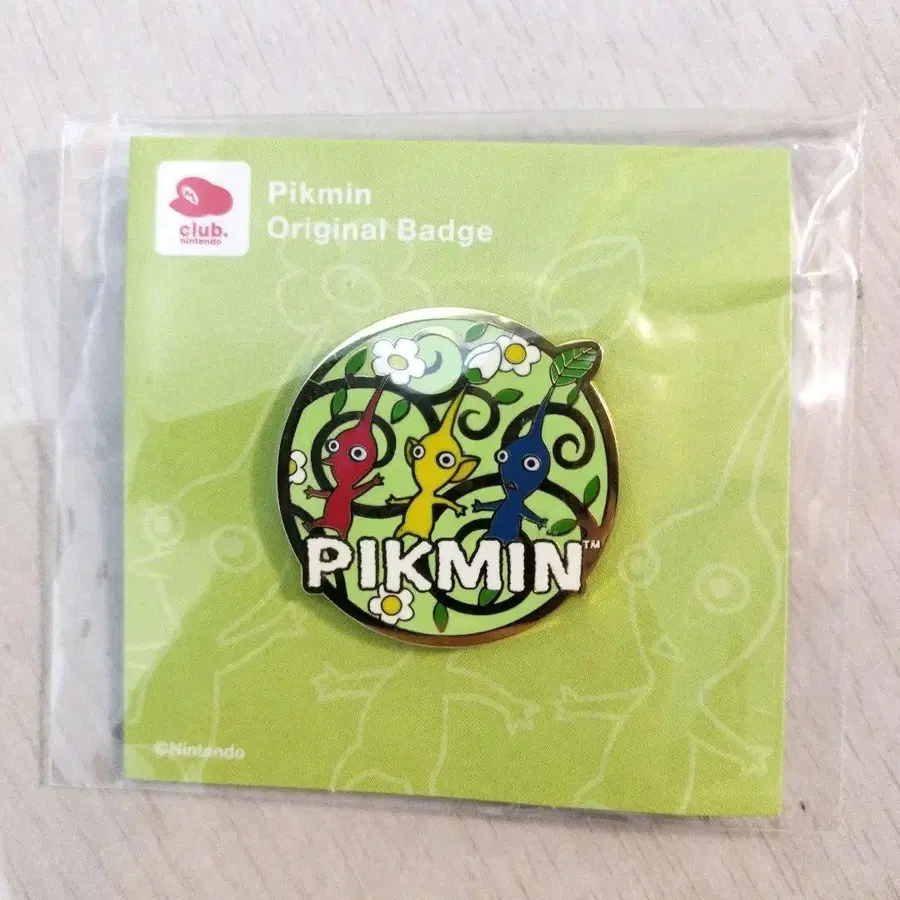 club.
nintendo
Pikmin
Original Badge
PIKMIN™
©Nintendo